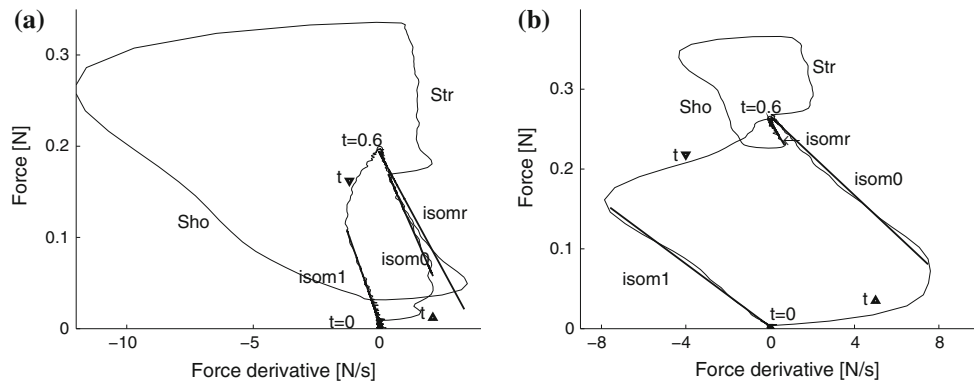 (a)
0.3
0.2
0.1
0
Force [N]
Str
t=0.6
t▼
Sho
isomr
isom0
isom1
t=0
t▲
−10
−5
0
Force derivative [N/s]
(b)
0.3
0.2
0.1
0
Force [N]
Str
Sho
t=0.6
isomr
t▼
isom0
isom1
t▲
t=0
−8
−4
0
4
8
Force derivative [N/s]